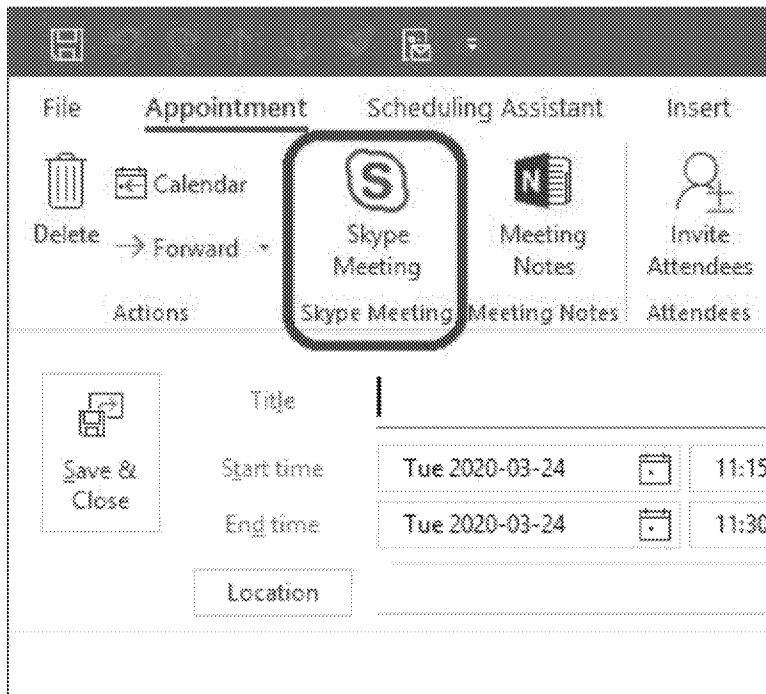 File Appointment Scheduling Assistant Insert
Delete
Calendar
Forward
Actions
Skype
Meeting
Skype Meeting
Meeting
Notes
Meeting Notes
Invite
Attendees
Attendees
Save &
Close
Title
Start time Tue 2020-03-24 11:15
End time Tue 2020-03-24 11:30
Location